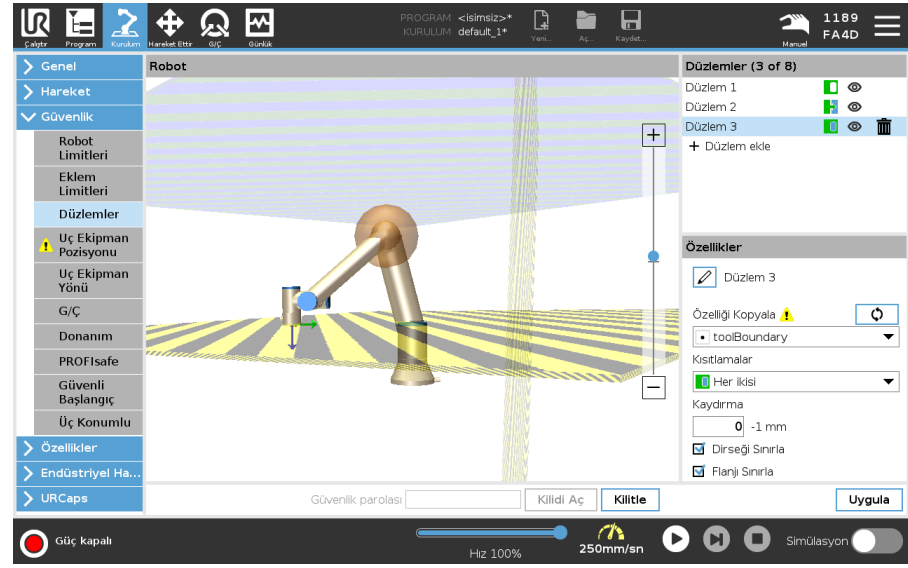 UR
Çalıştır
Program
Kurulum
Hareket Ettir
G/Ç
Günlük
PROGRAM <isimsiz>*
KURULUM default_1*
Yeni...
Aç...
Kaydet...
Manuel
1189
FA4D
Genel
Hareket
Güvenlik
Robot
Limitleri
Eklem
Limitleri
Düzlemler
Uç Ekipman
Pozisyonu
Uç Ekipman
Yönü
G/Ç
Donanım
PROFIsafe
Güvenli
Başlangıç
Üç Konumlu
Özellikler
Endüstriyel Ha...
URCaps
Robot
Düzlemler (3 of 8)
Düzlem 1
Düzlem 2
Düzlem 3
+ Düzlem ekle
Özellikler
Düzlem 3
Özelliği Kopyala
toolBoundary
Kısıtlamalar
Her ikisi
Kaydırma
0 -1 mm
Dirseği Sınırla
Flanjı Sınırla
Güvenlik parolası
Kilidi Aç
Kilitle
Uygula
Güç kapalı
Hız 100%
250mm/sn
Simülasyon